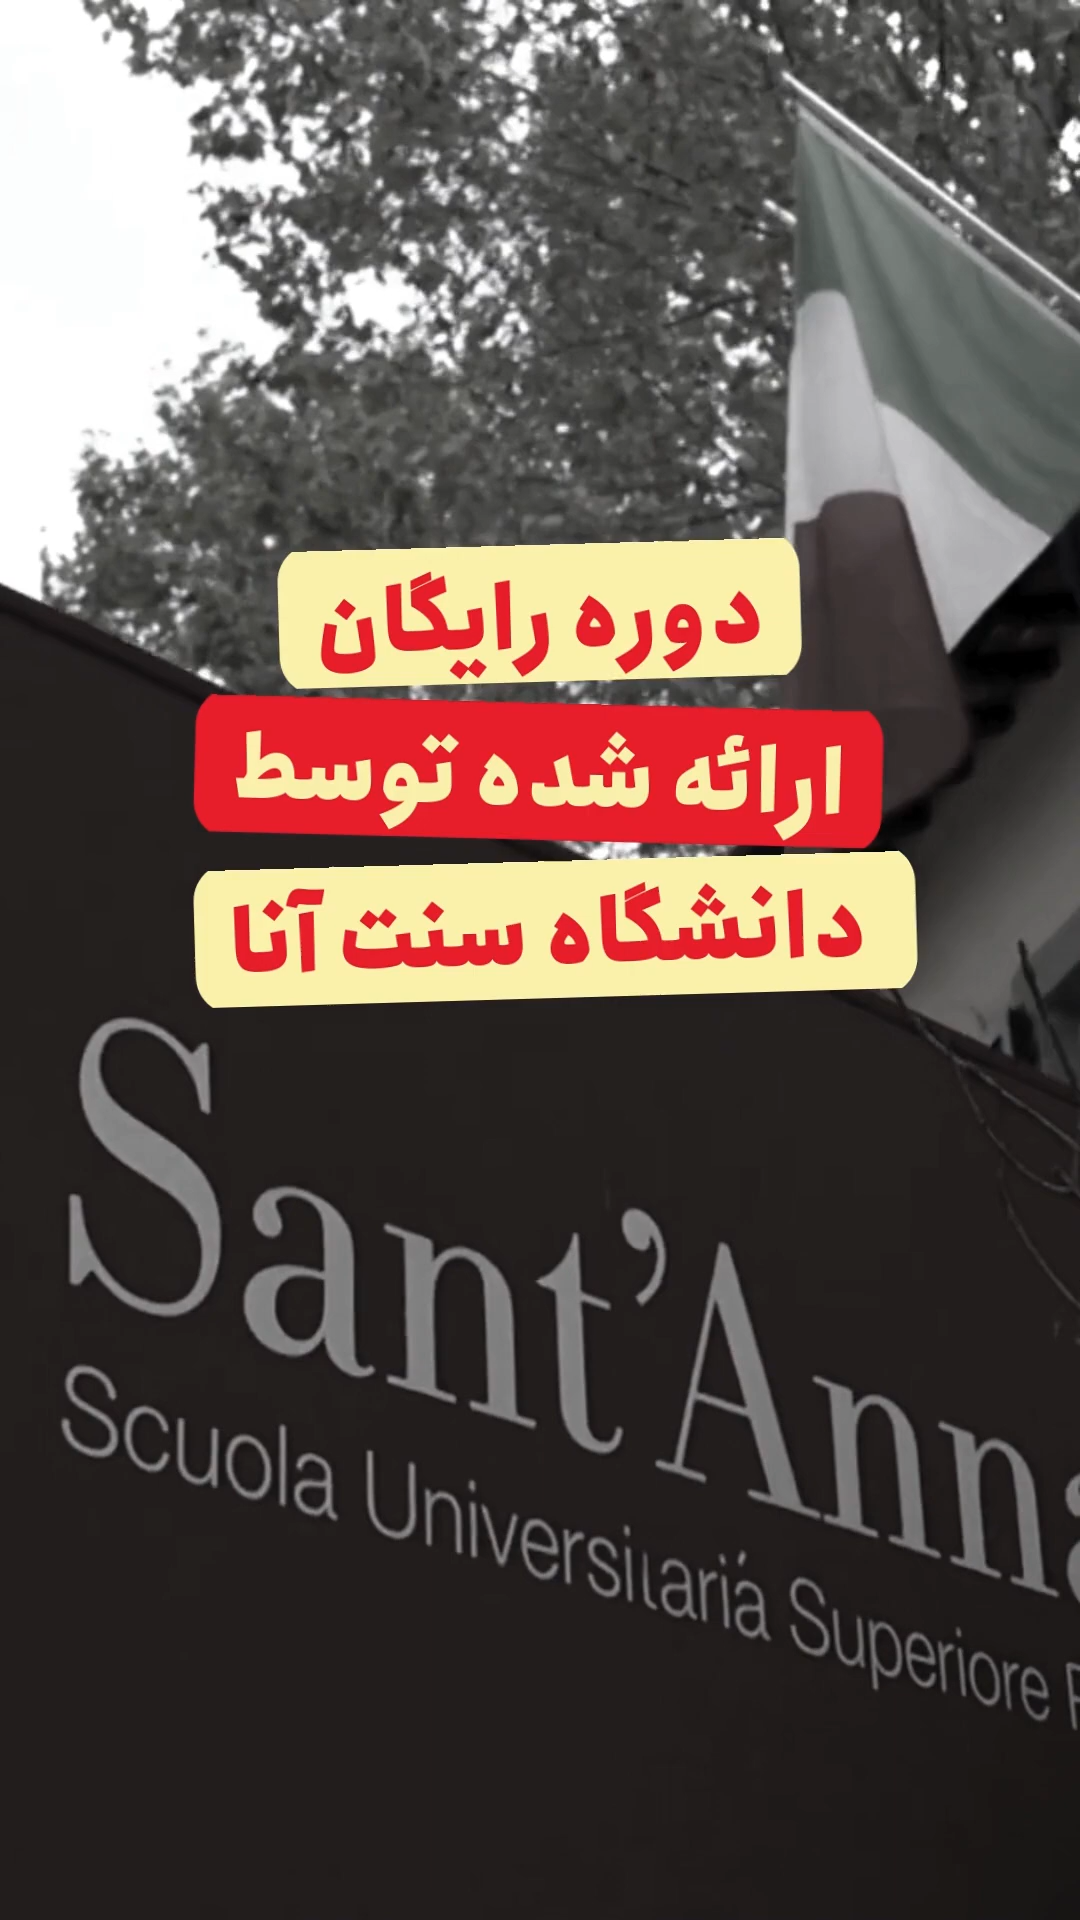 دوره رایگان
ارائه شده توسط
دانشگاه سنت آنا
Sant'Anna
Scuola Universitaria Superiore